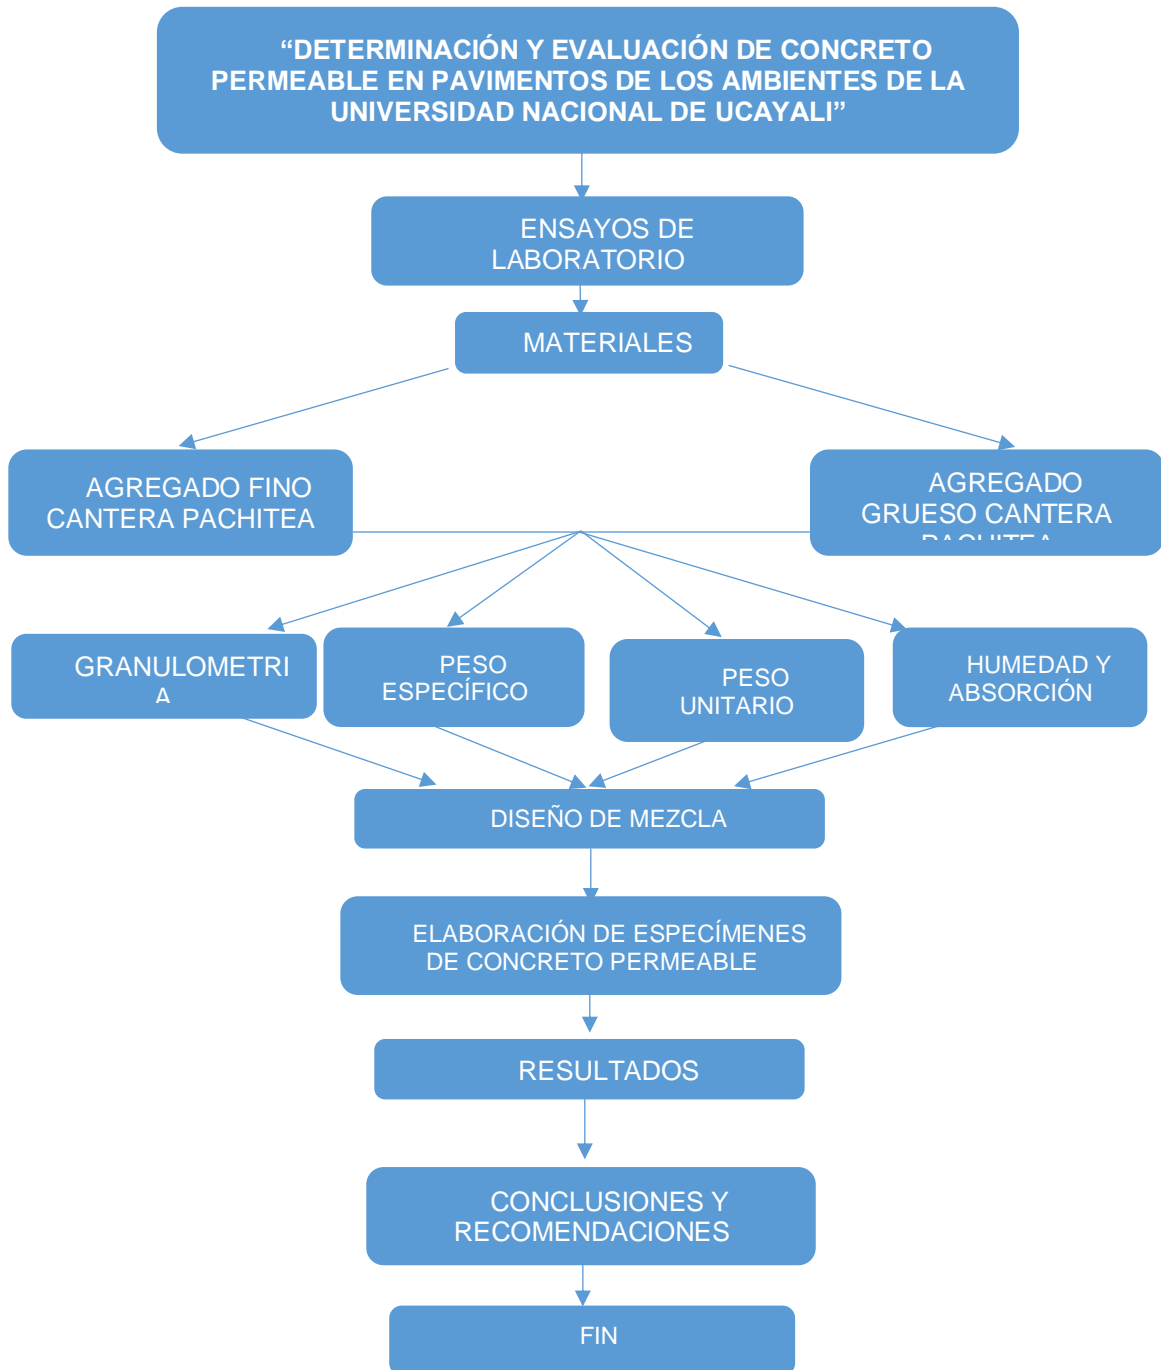 “DETERMINACIÓN Y EVALUACIÓN DE CONCRETO
PERMEABLE EN PAVIMENTOS DE LOS AMBIENTES DE LA
UNIVERSIDAD NACIONAL DE UCAYALI”
ENSAYOS DE
LABORATORIO
MATERIALES
AGREGADO FINO
CANTERA PACHITEA
AGREGADO
GRUESO CANTERA
PACHITEA
GRANULOMETRI
A
PESO
ESPECÍFICO
PESO
UNITARIO
HUMEDAD Y
ABSORCIÓN
DISEÑO DE MEZCLA
ELABORACIÓN DE ESPECÍMENES
DE CONCRETO PERMEABLE
RESULTADOS
CONCLUSIONES Y
RECOMENDACIONES
FIN